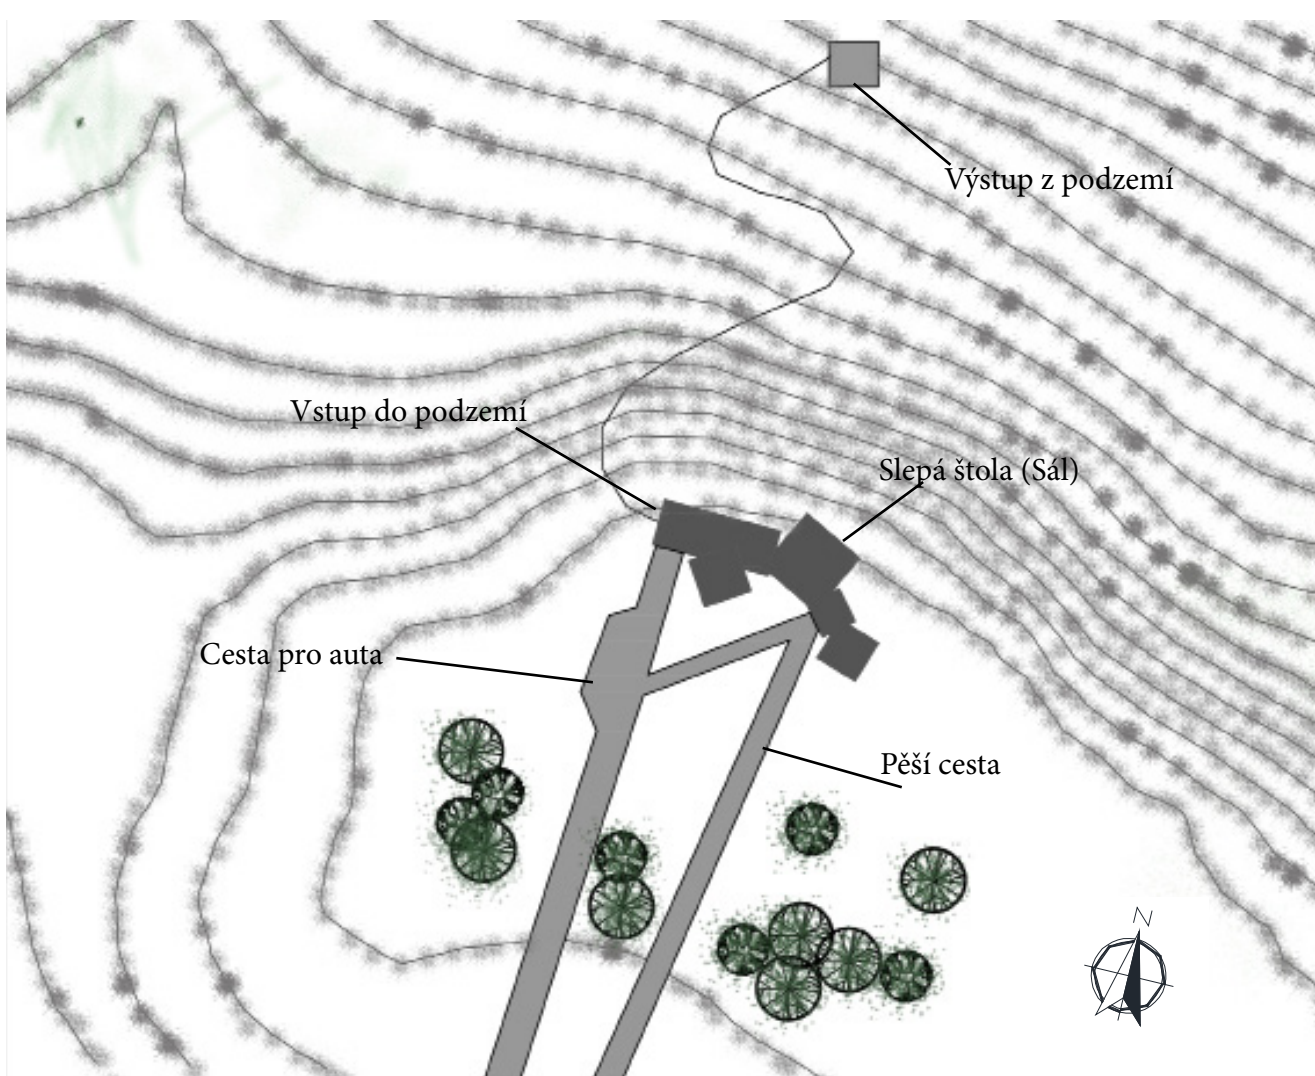 Výstup z podzemí
Vstup do podzemí
Slepá štola (Sál)
Cesta pro auta
Pěší cesta
N